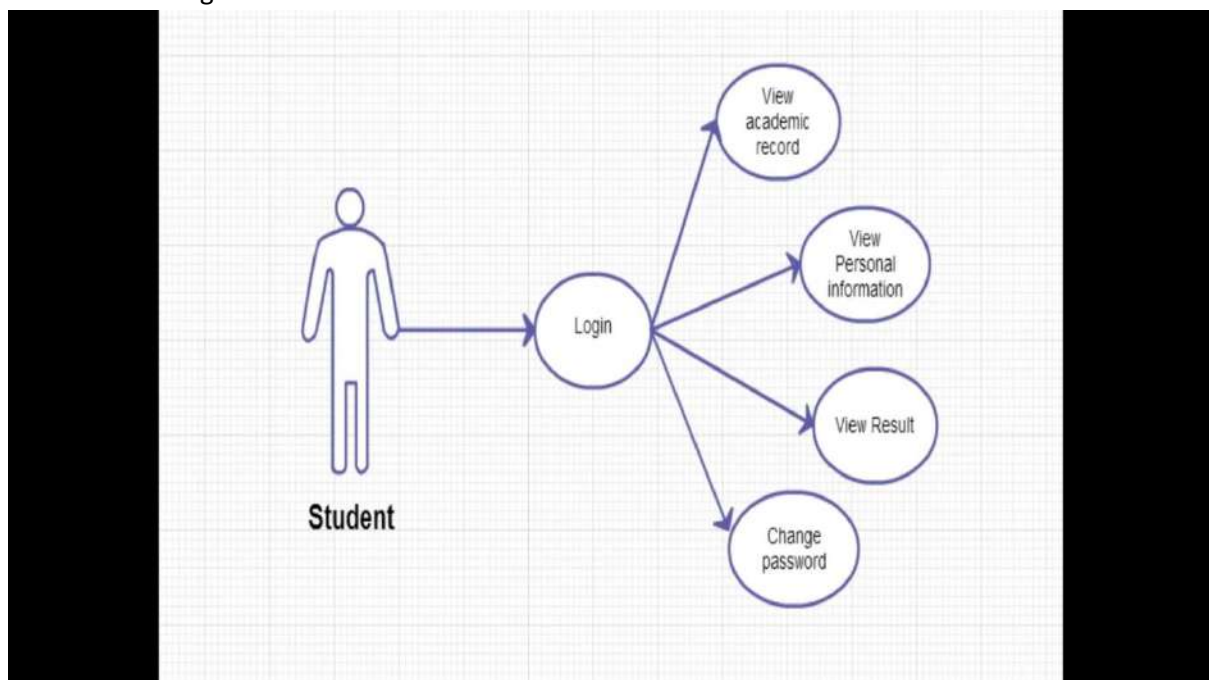 View
academic
record
View
Personal
information
Login
View Result
Student
Change
password